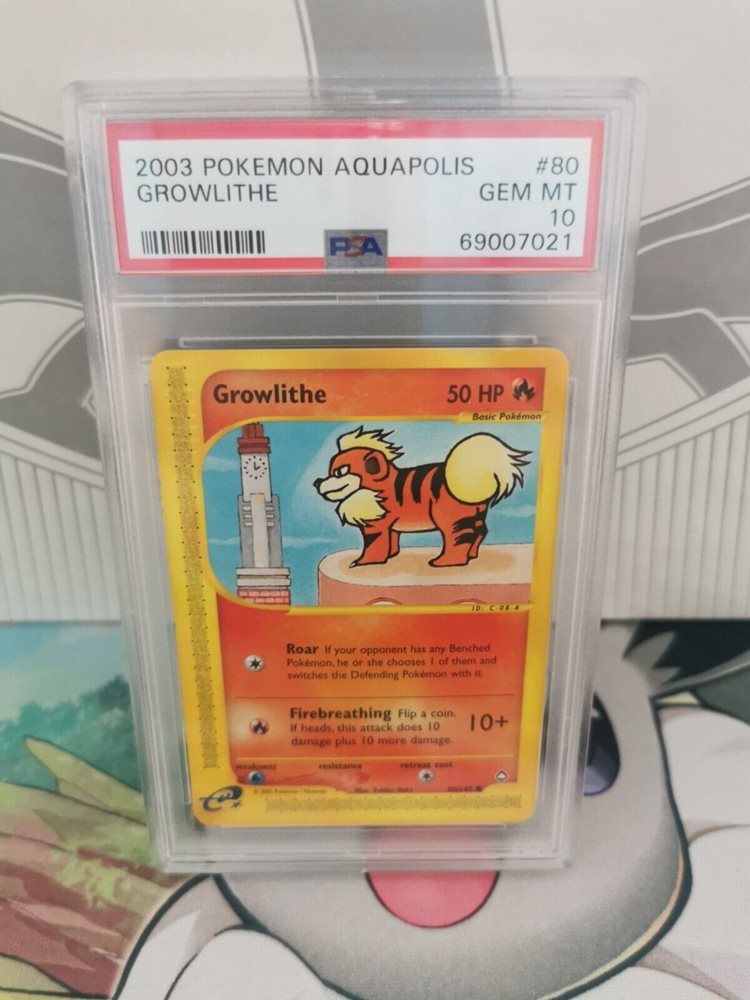 2003 POKEMON AQUAPOLIS #80
GROWLITHE GEM MT
10
PSA 69007021
Growlithe 50 HP
Basic Pokémon
ID: C-08-#
Roar If your opponent has any Benched
Pokémon, he or she chooses 1 of them and
switches the Defending Pokémon with it.
Firebreathing Flip a coin.
If heads, this attack does 10
damage plus 10 more damage.
10+
weakness resistance retreat cost